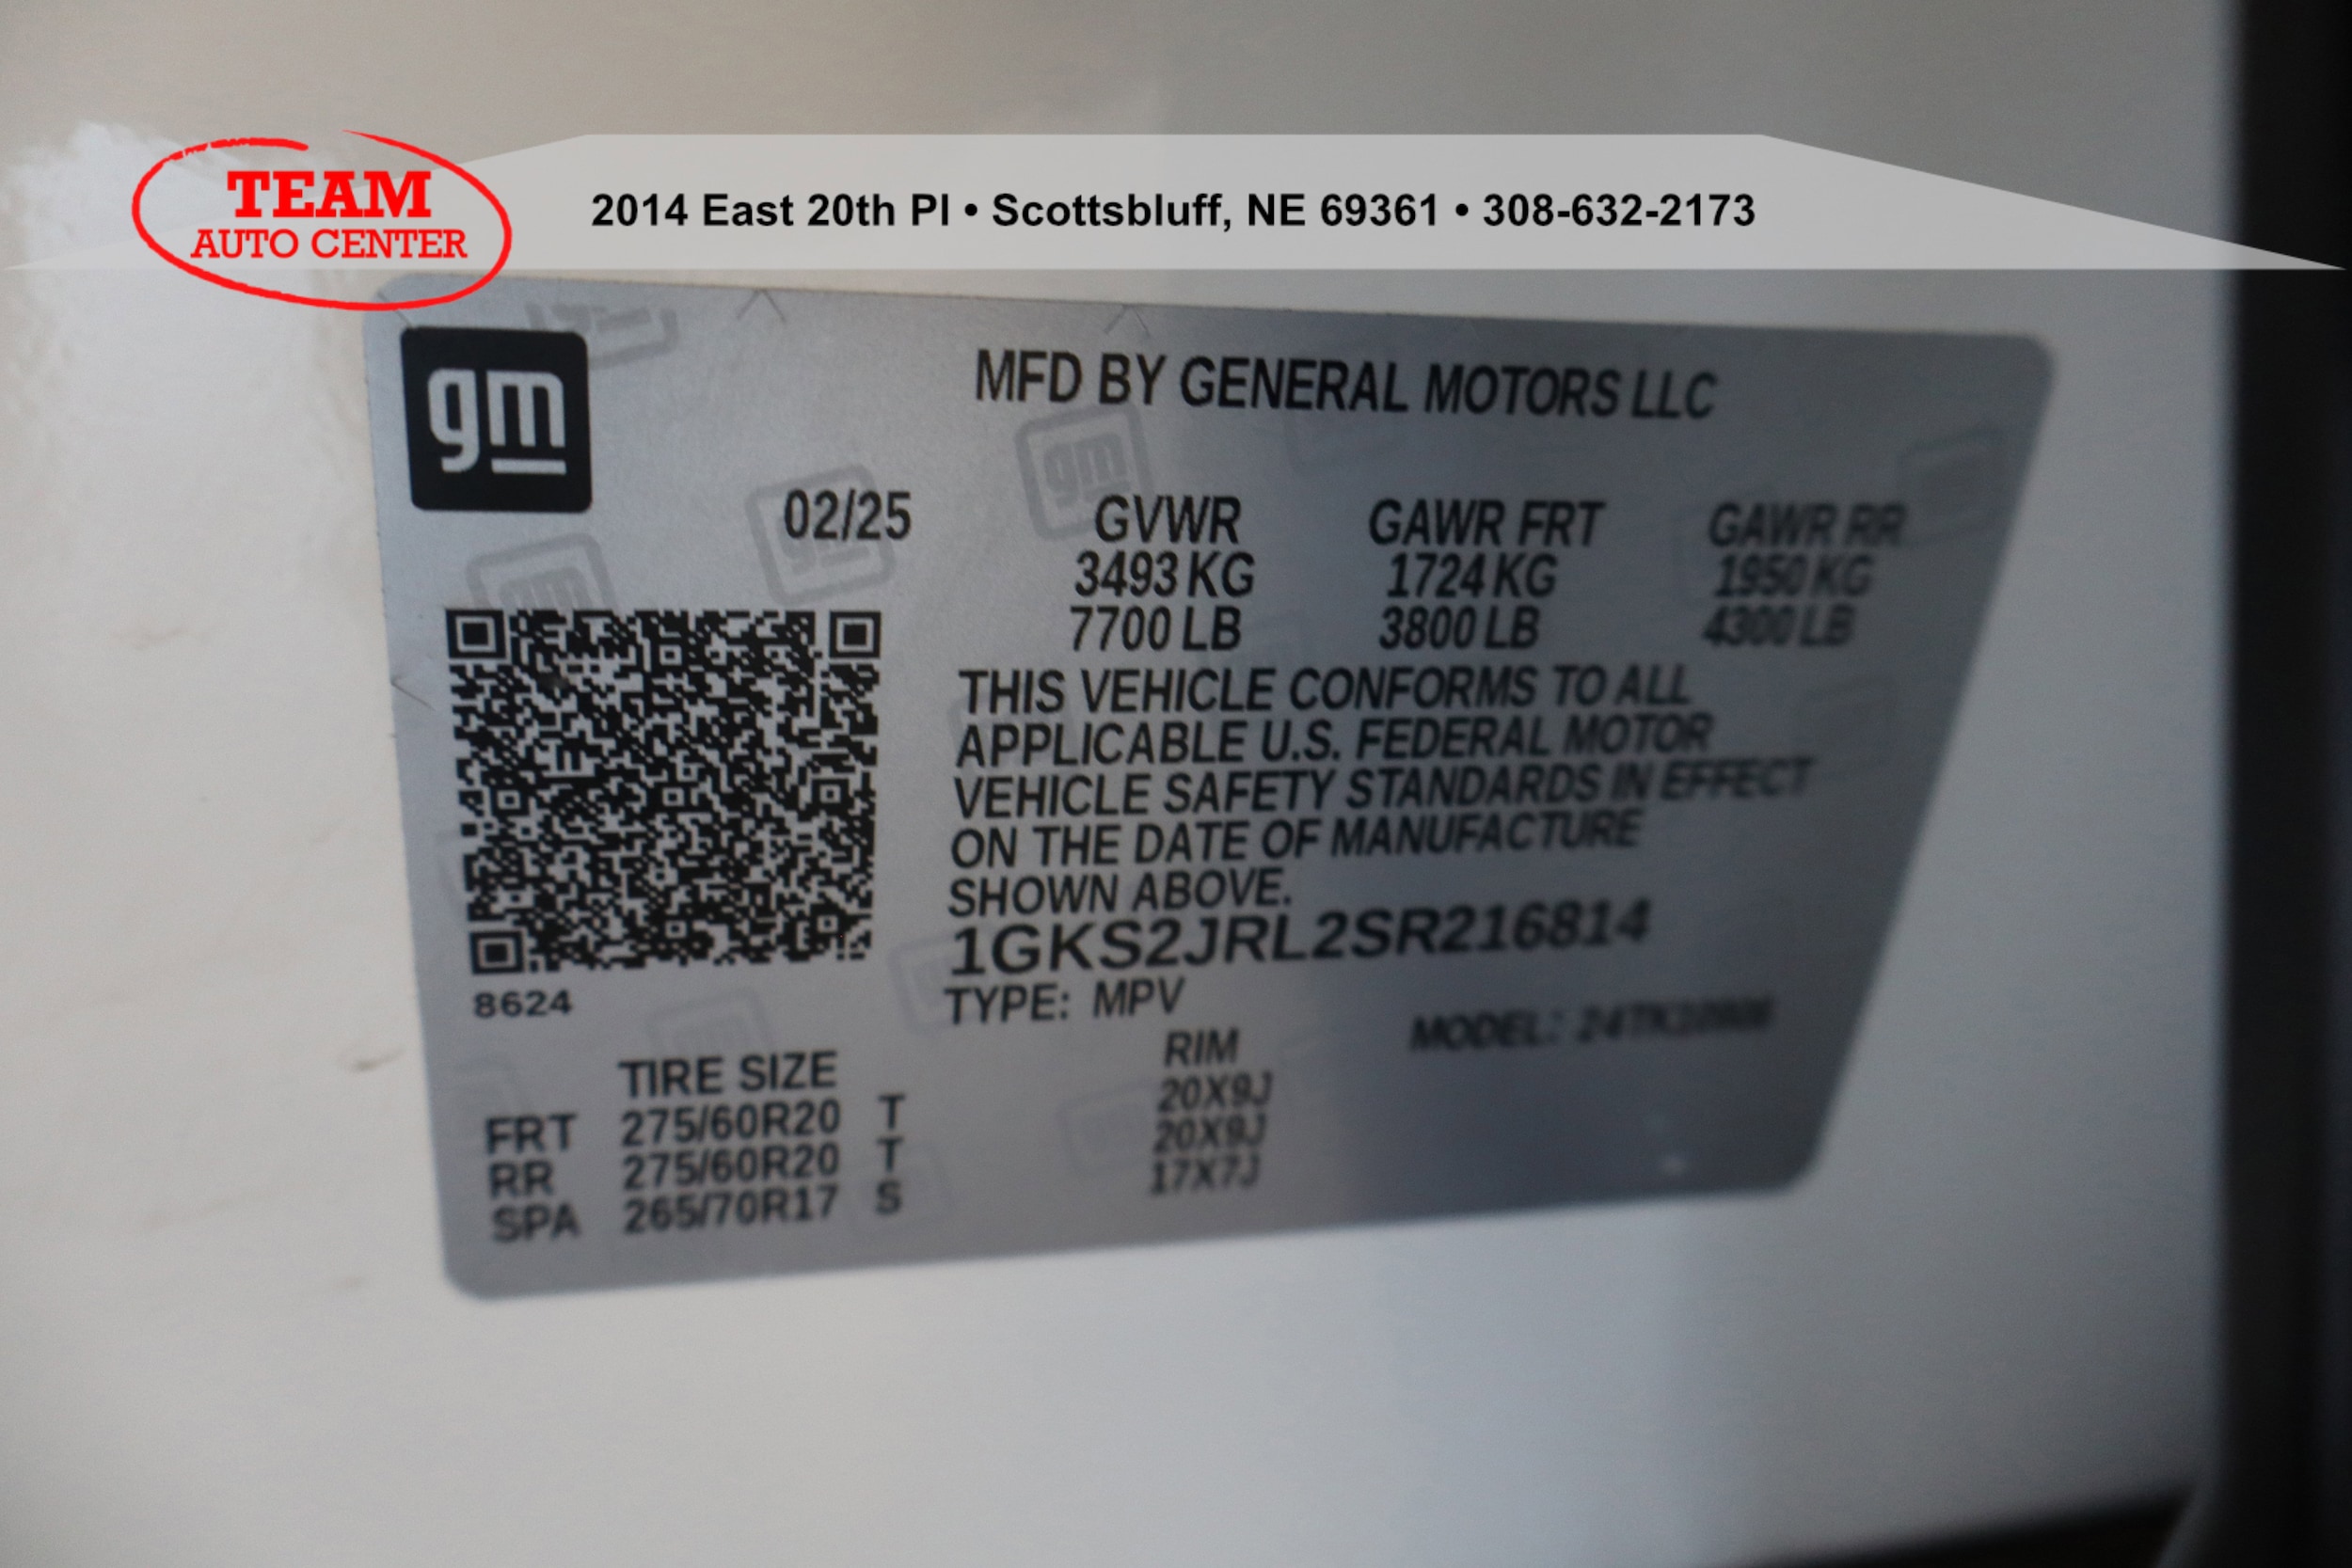 TEAM
AUTO CENTER
2014 East 20th Pl • Scottsbluff, NE 69361 • 308-632-2173
gm
MFD BY GENERAL MOTORS LLC
02/25 GVWR GAWR FRT GAWR RR
3493 KG 1724 KG 1950 KG
7700 LB 3800 LB 4300 LB
THIS VEHICLE CONFORMS TO ALL
APPLICABLE U.S. FEDERAL MOTOR
VEHICLE SAFETY STANDARDS IN EFFECT
ON THE DATE OF MANUFACTURE
SHOWN ABOVE.
1GKS2JRL2SR216814
8624
TYPE: MPV MODEL:
TIRE SIZE RIM
FRT 275/60R20 T 20X9J
RR 275/60R20 T 20X9J
SPA 265/70R17 S 17X7J